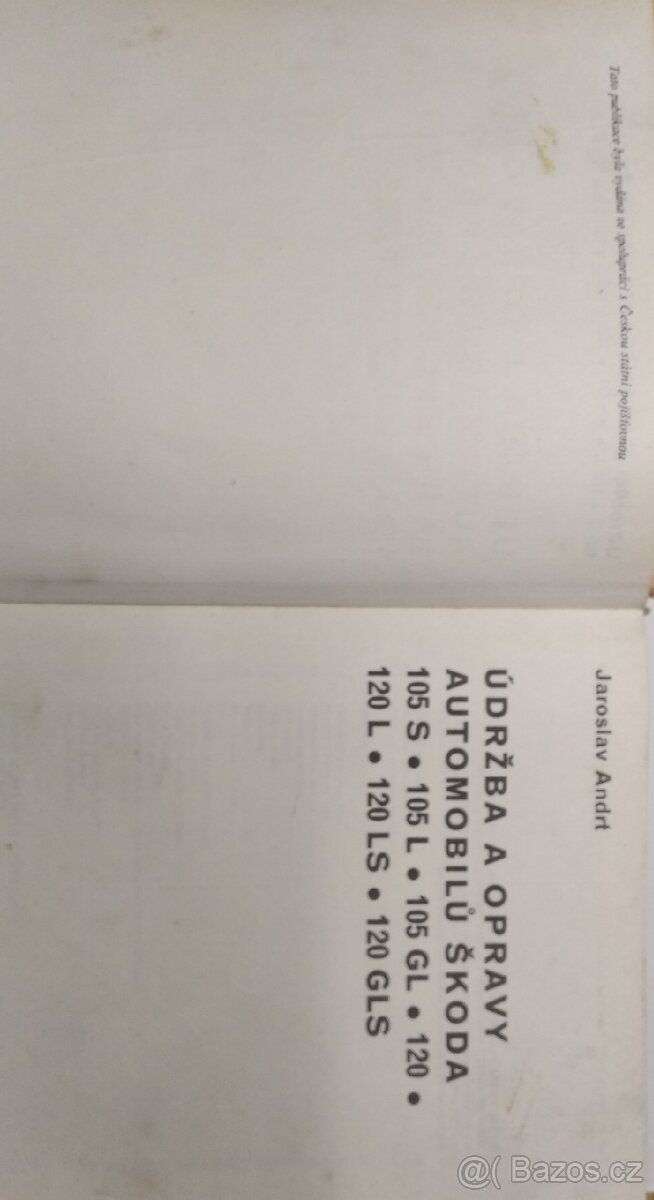 Tato publikace byla vydána ve spolupráci s Českou státní pojišťovnou
Jaroslav Andrt
ÚDRŽBA A OPRAVY
AUTOMOBILŮ ŠKODA
105 S • 105 L • 105 GL • 120 •
120 L • 120 LS • 120 GLS
@( Bazos.cz